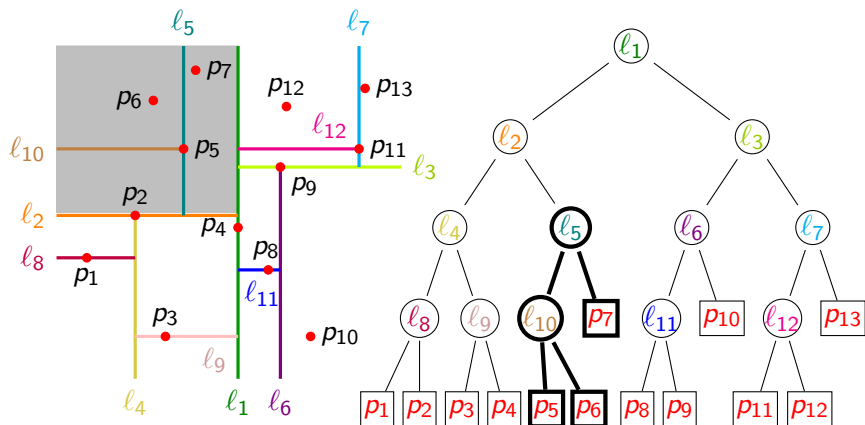 ℓ5 ℓ7
p7 p12 p13
p6
ℓ12
ℓ10 p5 p11
p9 ℓ3
p2
ℓ2
p4
ℓ8 p1 p8
ℓ11
p3 p10
ℓ9
ℓ4 ℓ1 ℓ6
ℓ1
ℓ2 ℓ3
ℓ4 ℓ5 ℓ6 ℓ7
ℓ8 ℓ9 ℓ10 p7 ℓ11 p10 ℓ12 p13
p1 p2 p3 p4 p5 p6 p8 p9 p11 p12